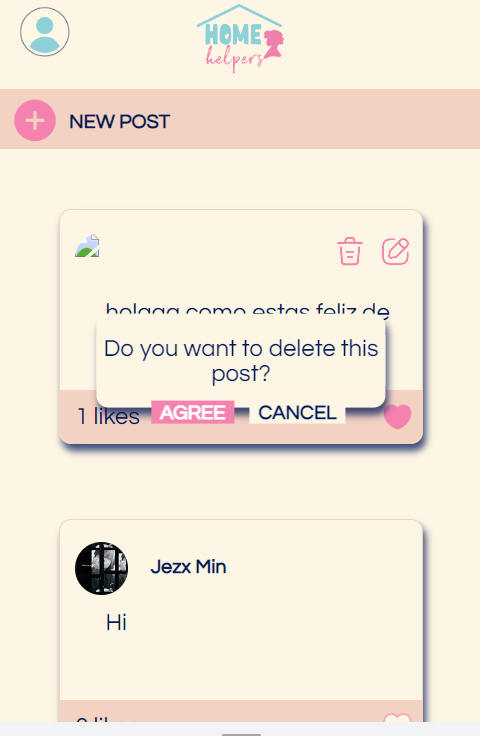 HOME
helpers
NEW POST
holaaa como estas feliz de
Do you want to delete this
post?
1 likes
AGREE
CANCEL
Jezx Min
Hi
likes